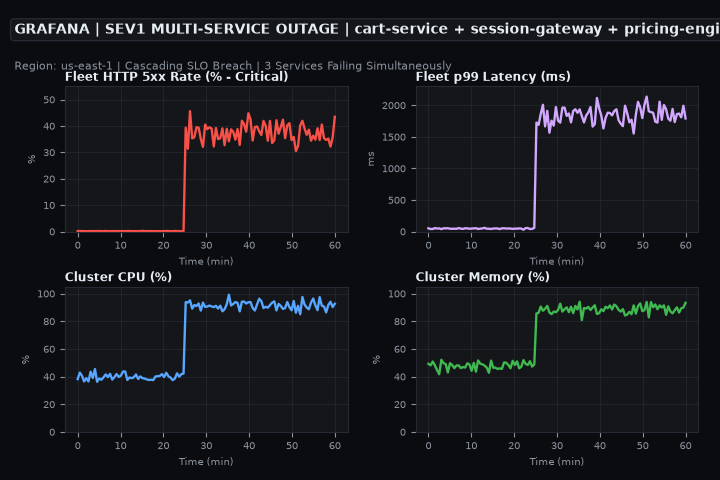 GRAFANA | SEV1 MULTI-SERVICE OUTAGE | cart-service + session-gateway + pricing-engi
Region: us-east-1 | Cascading SLO Breach | 3 Services Failing Simultaneously
Fleet HTTP 5xx Rate (% - Critical)
50
40
30
20
10
0
%
0 10 20 30 40 50 60
Time (min)
Fleet p99 Latency (ms)
2000
1500
1000
500
0
ms
0 10 20 30 40 50 60
Time (min)
Cluster CPU (%)
100
80
60
40
20
0
%
0 10 20 30 40 50 60
Time (min)
Cluster Memory (%)
100
80
60
40
20
0
%
0 10 20 30 40 50 60
Time (min)